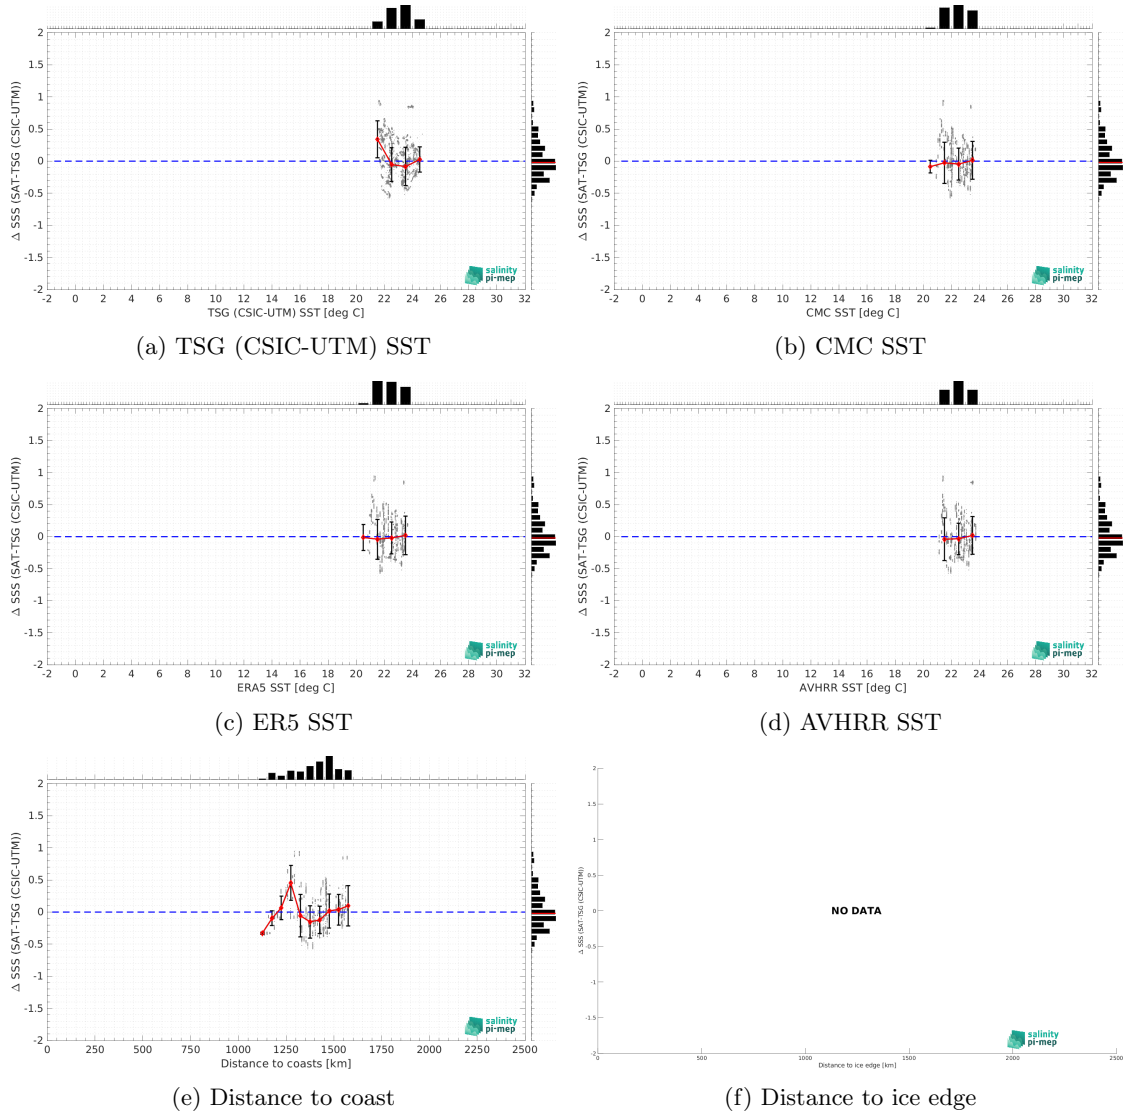 2
1.5
1
0.5
0
-0.5
-1
-1.5
-2
Δ SSS (SAT-TSG (CSIC-UTM))
salinity
pi-mep
-2 0 2 4 6 8 10 12 14 16 18 20 22 24 26 28 30 32
TSG (CSIC-UTM) SST [deg C]
(a) TSG (CSIC-UTM) SST
2
1.5
1
0.5
0
-0.5
-1
-1.5
-2
Δ SSS (SAT-TSG (CSIC-UTM))
salinity
pi-mep
-2 0 2 4 6 8 10 12 14 16 18 20 22 24 26 28 30 32
CMC SST [deg C]
(b) CMC SST
2
1.5
1
0.5
0
-0.5
-1
-1.5
-2
Δ SSS (SAT-TSG (CSIC-UTM))
salinity
pi-mep
-2 0 2 4 6 8 10 12 14 16 18 20 22 24 26 28 30 32
ERA5 SST [deg C]
(c) ER5 SST
2
1.5
1
0.5
0
-0.5
-1
-1.5
-2
Δ SSS (SAT-TSG (CSIC-UTM))
salinity
pi-mep
-2 0 2 4 6 8 10 12 14 16 18 20 22 24 26 28 30 32
AVHRR SST [deg C]
(d) AVHRR SST
2
1.5
1
0.5
0
-0.5
-1
-1.5
-2
Δ SSS (SAT-TSG (CSIC-UTM))
salinity
pi-mep
0 250 500 750 1000 1250 1500 1750 2000 2250 2500
Distance to coasts [km]
(e) Distance to coast
2
1.5
1
0.5
0
-0.5
-1
-1.5
-2
Δ SSS (SAT-TSG (CSIC-UTM))
NO DATA
salinity
pi-mep
0 500 1000 1500 2000 2500
Distance to ice edge [km]
(f) Distance to ice edge